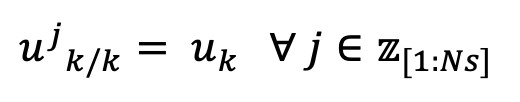 u^j_{k/k} = u_k ∀ j ∈ ℤ_{[1:Ns]}